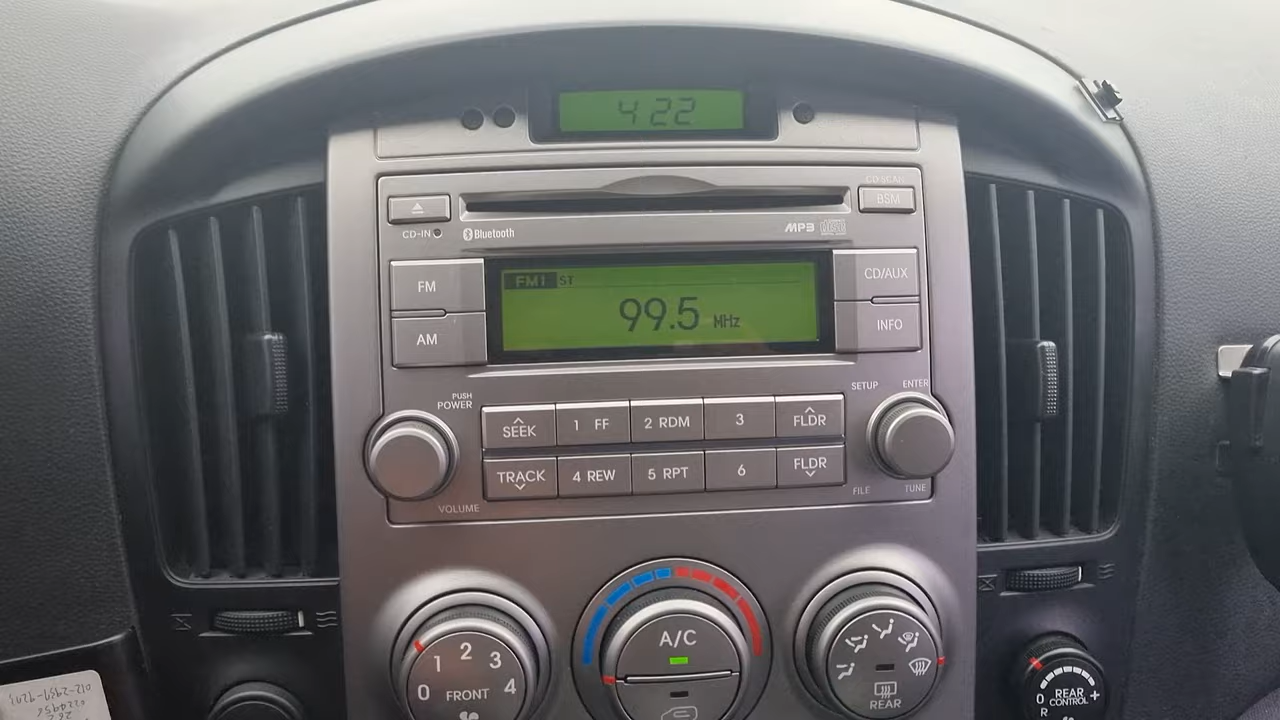 4 22
CD SCAN
BSM
CD-IN
Bluetooth
MP3
FM
FM1 ST
CD/AUX
99.5 MHz
AM
INFO
PUSH
POWER
SETUP
ENTER
SEEK
1 FF
2 RDM
3
FLDR
TRACK
4 REW
5 RPT
6
FLDR
VOLUME
FILE
TUNE
A/C
0 1 2 3 4
FRONT
REAR
0
R
REAR
CONTROL
+